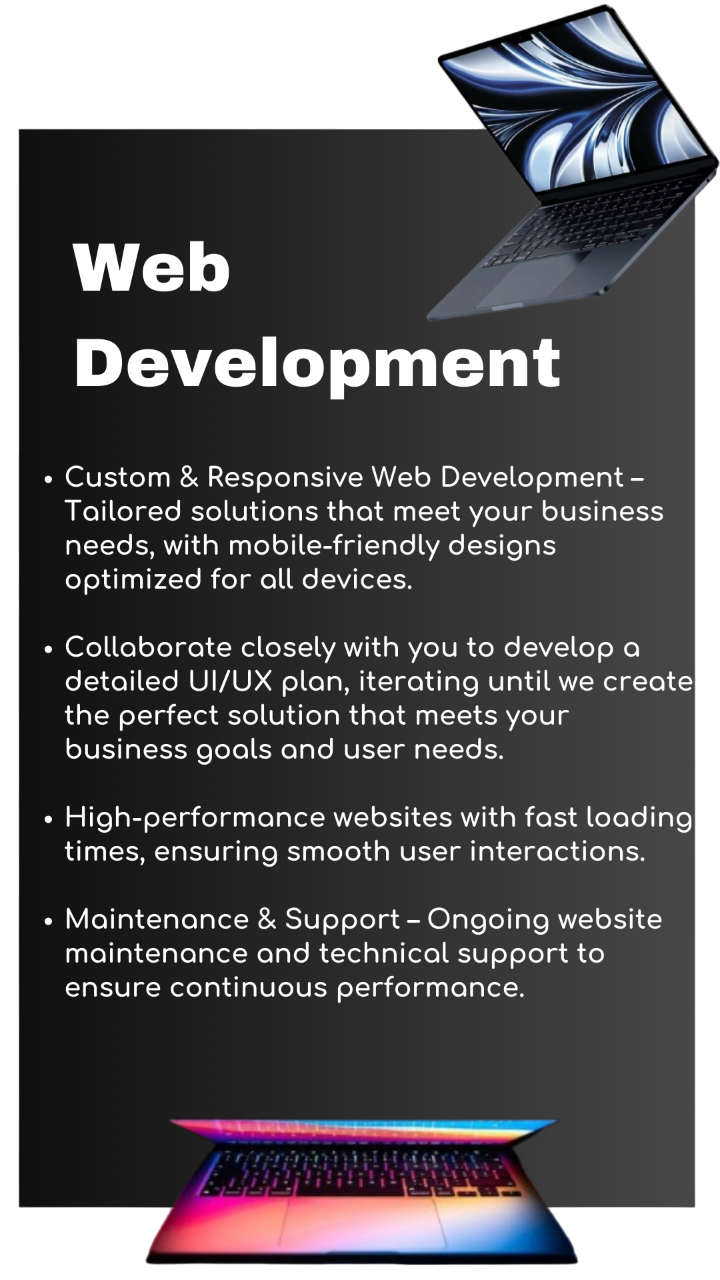 Web
Development
• Custom & Responsive Web Development –
Tailored solutions that meet your business
needs, with mobile-friendly designs
optimized for all devices.
• Collaborate closely with you to develop a
detailed UI/UX plan, iterating until we create
the perfect solution that meets your
business goals and user needs.
• High-performance websites with fast loading
times, ensuring smooth user interactions.
• Maintenance & Support – Ongoing website
maintenance and technical support to
ensure continuous performance.